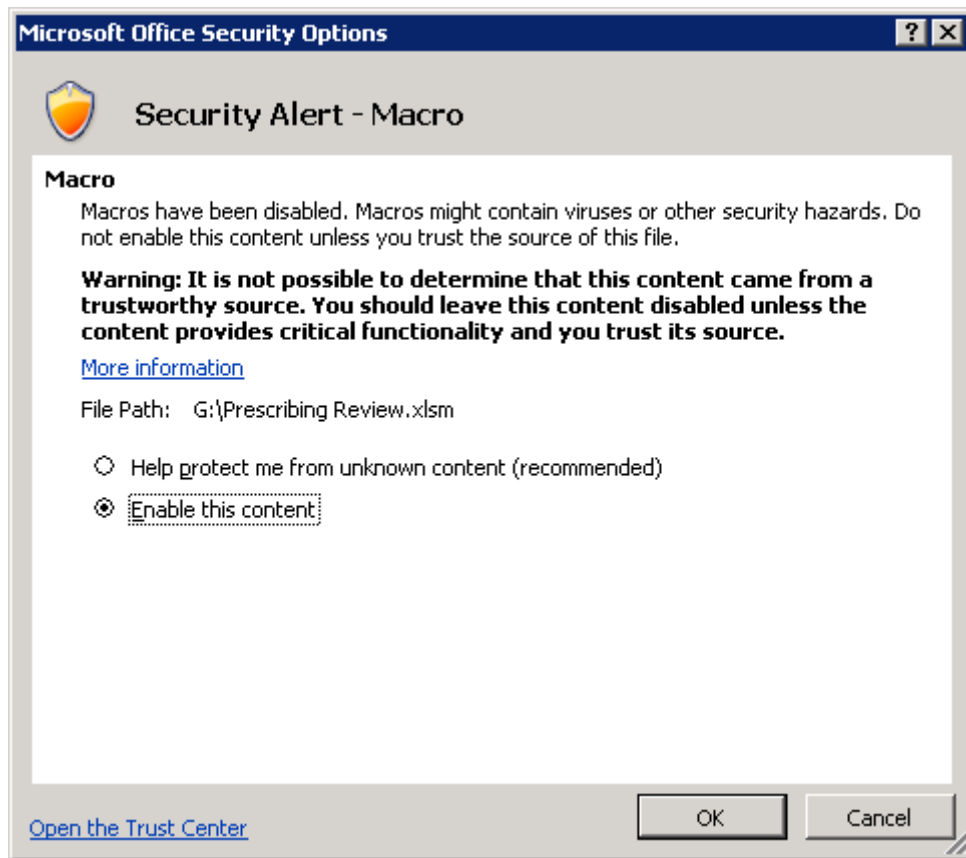 Microsoft Office Security Options
Security Alert - Macro
Macro
Macros have been disabled. Macros might contain viruses or other security hazards. Do
not enable this content unless you trust the source of this file.
Warning: It is not possible to determine that this content came from a
trustworthy source. You should leave this content disabled unless the
content provides critical functionality and you trust its source.
More information
File Path: G:\Prescribing Review.xlsm
Help protect me from unknown content (recommended)
Enable this content
Open the Trust Center
OK
Cancel